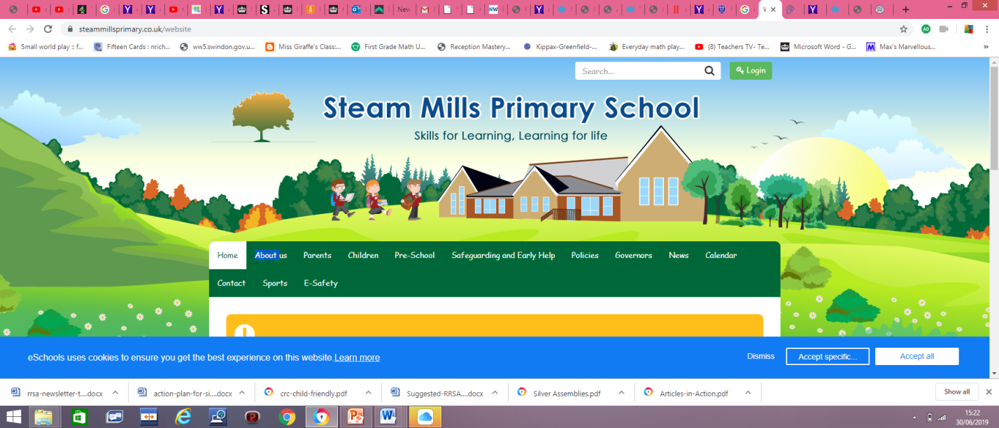 New
NW
steammillsprimary.co.uk/website
AD
Small world play :: f... Fifteen Cards : nrich... ww5.swindon.gov.u... Miss Giraffe's Class:... First Grade Math U... Reception Mastery... Kippax-Greenfield-... Everyday math play... (8) Teachers TV- Te... Microsoft Word - G... Max's Marvellous... »
Search... Login
Steam Mills Primary School
Skills for Learning, Learning for life
Home About us Parents Children Pre-School Safeguarding and Early Help Policies Governors News Calendar
Contact Sports E-Safety
eSchools uses cookies to ensure you get the best experience on this website.Learn more Dismiss Accept specific... Accept all
rrsa-newsletter-t....docx action-plan-for-si....docx crc-child-friendly.pdf Suggested-RRSA....docx Silver Assemblies.pdf Articles-in-Action.pdf Show all
15:22
30/06/2019